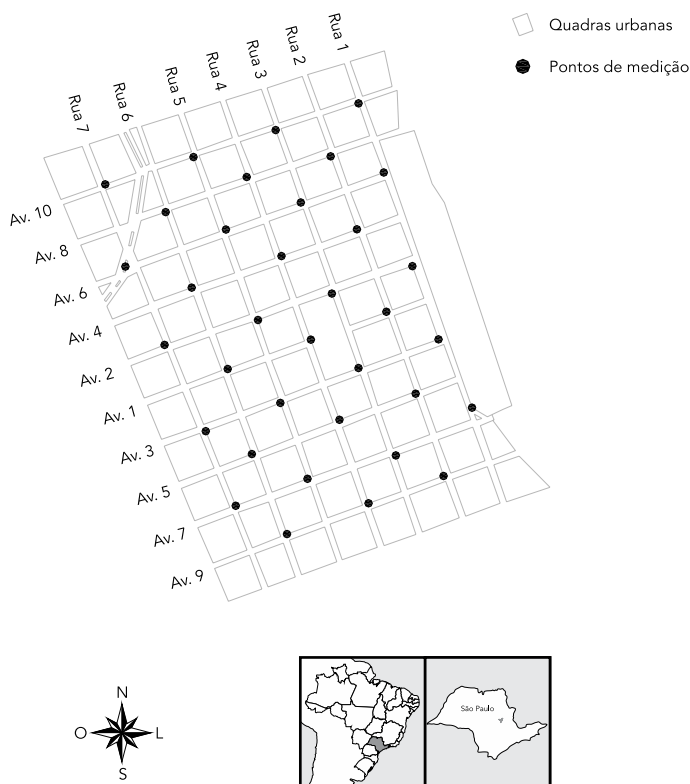 Quadras urbanas
Pontos de medição
Rua 7
Rua 6
Rua 5
Rua 4
Rua 3
Rua 2
Rua 1
Av. 10
Av. 8
Av. 6
Av. 4
Av. 2
Av. 1
Av. 3
Av. 5
Av. 7
Av. 9
N
O
L
S
São Paulo